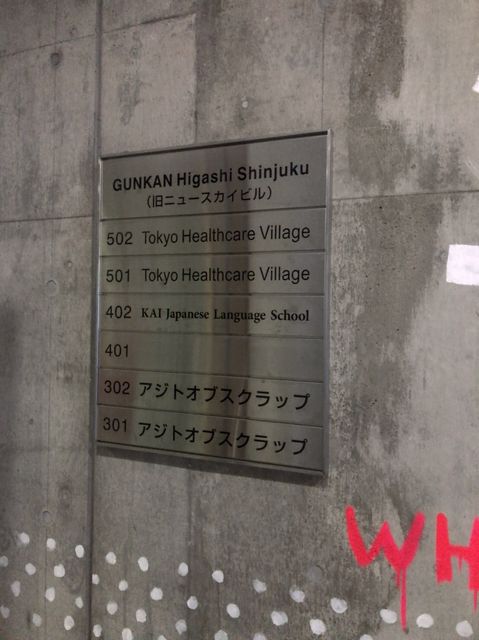 GUNKAN Higashi Shinjuku
（旧ニュースカイビル）
502 Tokyo Healthcare Village
501 Tokyo Healthcare Village
402 KAI Japanese Language School
401
302 アジトオブスクラップ
301 アジトオブスクラップ
WH